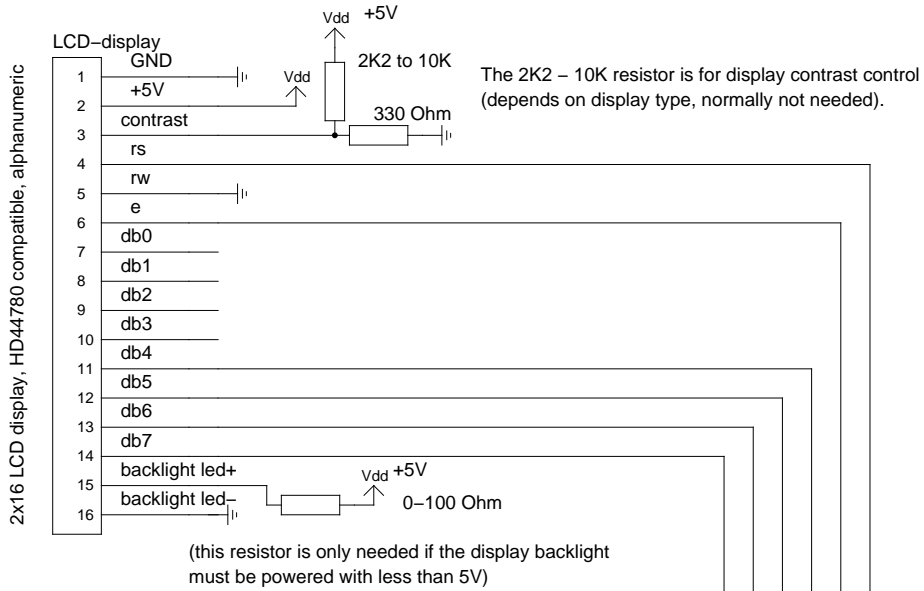 Vdd +5V
LCD−display
2K2 to 10K
The 2K2 − 10K resistor is for display contrast control
(depends on display type, normally not needed).
330 Ohm
Vdd
2x16 LCD display, HD44780 compatible, alphanumeric
1 GND
2 +5V
3 contrast
4 rs
5 rw
6 e
7 db0
8 db1
9 db2
10 db3
11 db4
12 db5
13 db6
14 db7
15 backlight led+
16 backlight led−
Vdd +5V
0−100 Ohm
(this resistor is only needed if the display backlight
must be powered with less than 5V)